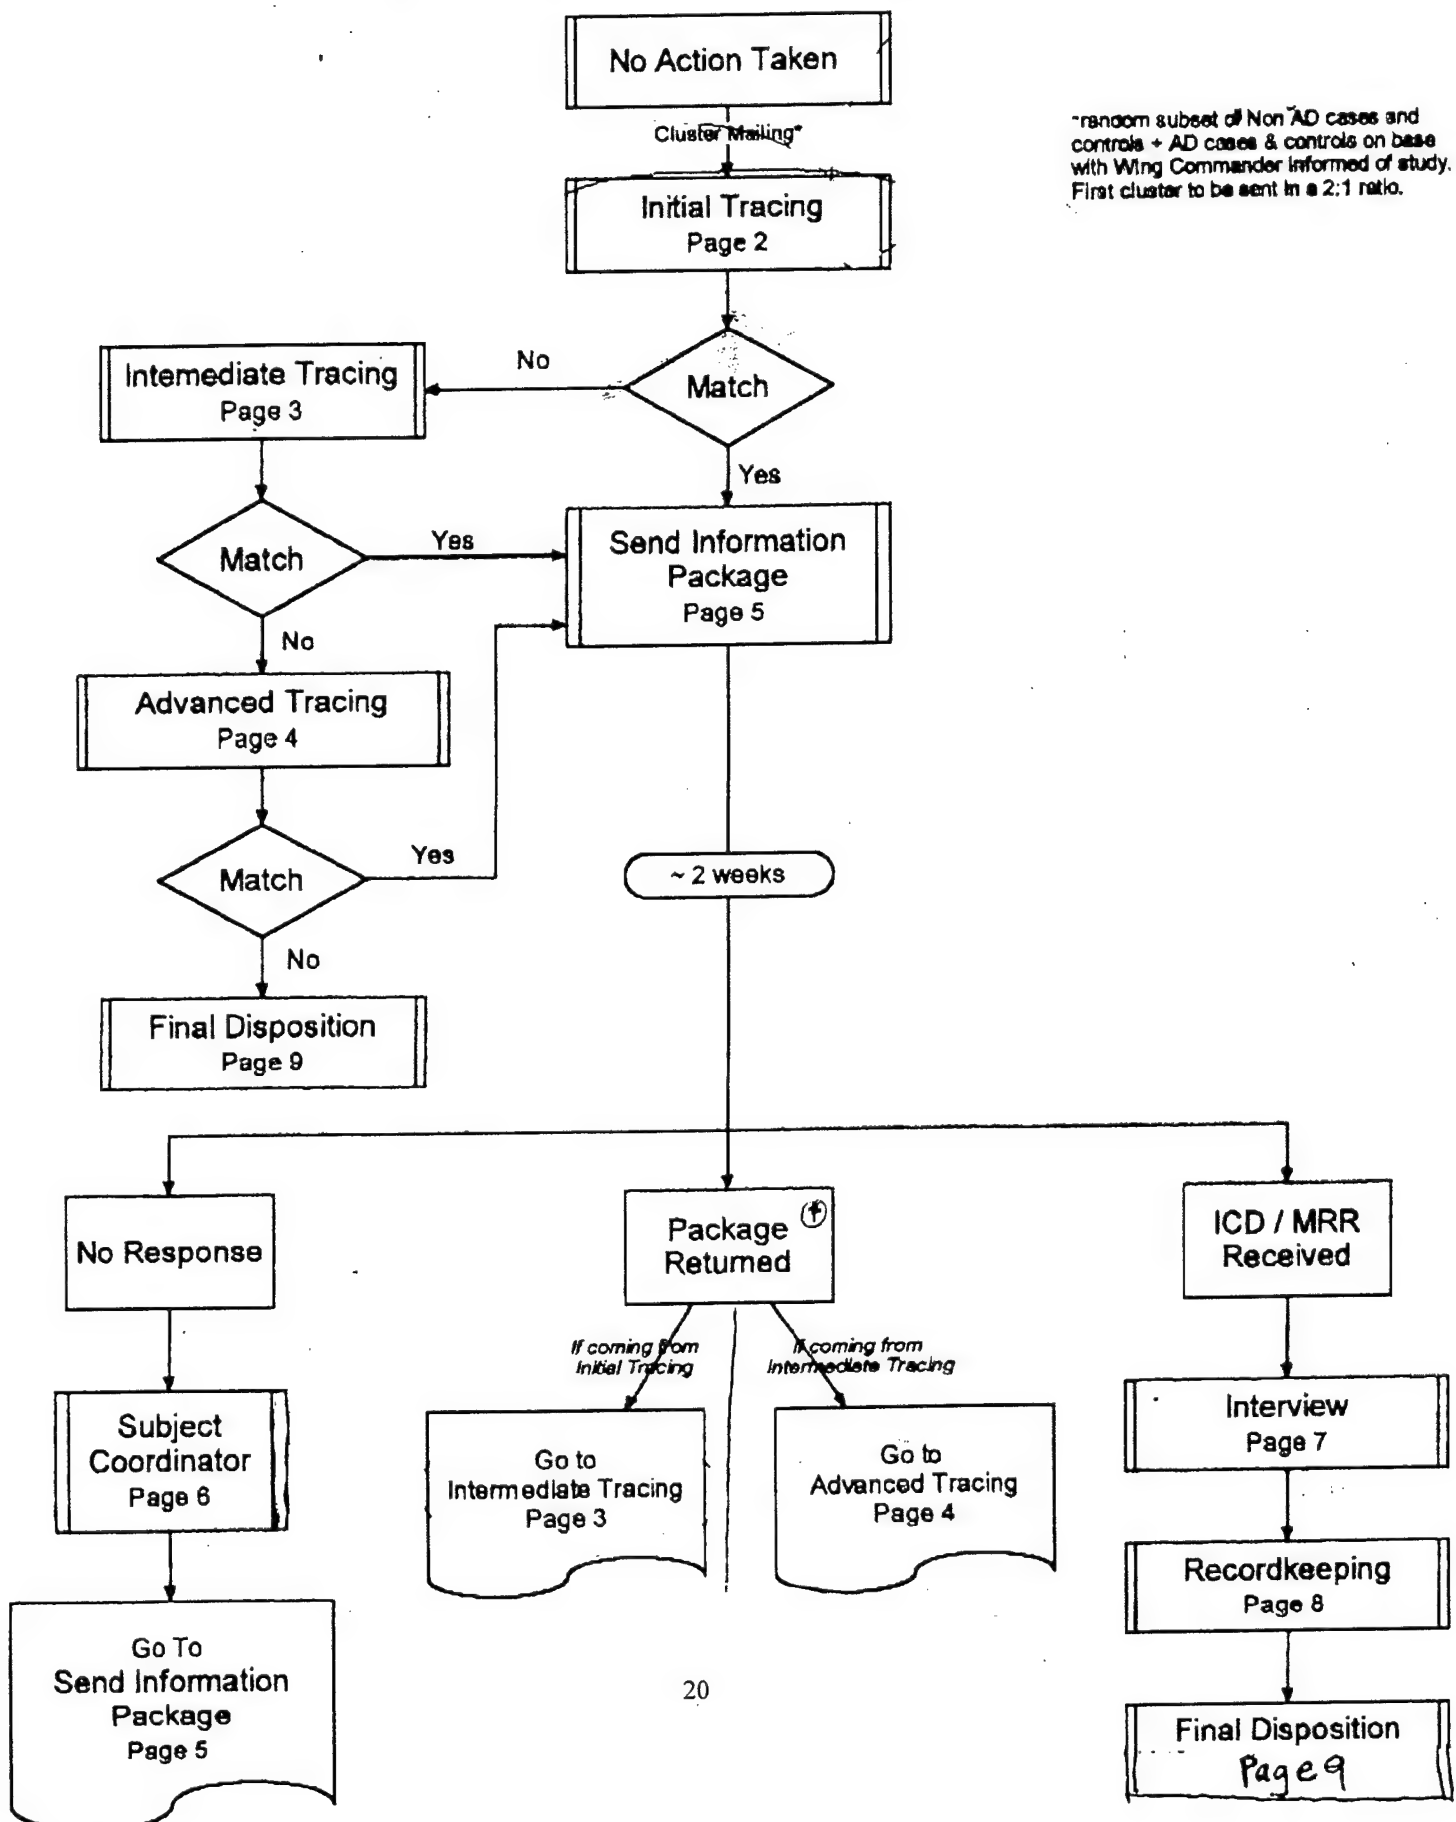 No Action Taken
Cluster Mailing*
*random subset of Non AD cases and
controls + AD cases & controls on base
with Wing Commander informed of study.
First cluster to be sent in a 2:1 ratio.
Initial Tracing
Page 2
Match
No
Intemediate Tracing
Page 3
Yes
Match
Yes
Send Information
Package
Page 5
No
Advanced Tracing
Page 4
Match
Yes
~ 2 weeks
No
Final Disposition
Page 9
No Response
Package
Returned
ICD / MRR
Received
If coming from
Initial Tracing
If coming from
Intermediate Tracing
Subject
Coordinator
Page 6
Go to
Intermediate Tracing
Page 3
Go to
Advanced Tracing
Page 4
Interview
Page 7
Recordkeeping
Page 8
Go To
Send Information
Package
Page 5
20
Final Disposition
Page 9